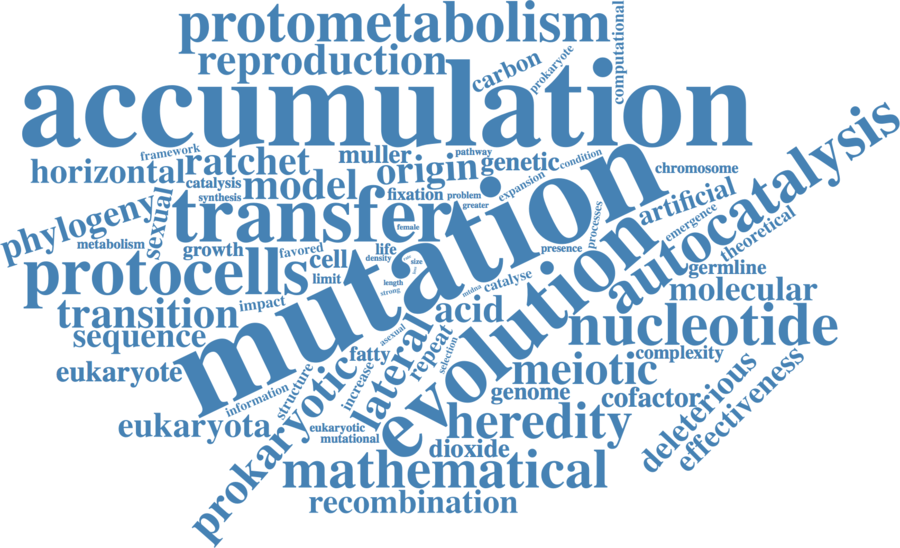 protometabolism
computational
reproduction
carbon
prokaryote
accumulation
framework
horizontal
ratchet
muller
pathway
origin
genetic
condition
chromosome
catalysis
synthesis
model
fixation
problem
greater
expansion
phylogeny
sexual
transfer
female
mutation
processes
artificial
autocatalysis
emergence
theoretical
metabolism
growth
favored
cell
life
density
size
presence
evolution
germline
protocells
limit
length
strong
mtdna
catalyse
molecular
transition
impact
acid
nucleotide
sequence
asexual
lateral
repeat
selection
fatty
complexity
eukaryote
information
structure
increase
meiotic
genome
cofactor
deleterious
effectiveness
eukaryota
prokaryotic
eukaryotic
mutational
heredity
dioxide
mathematical
recombination